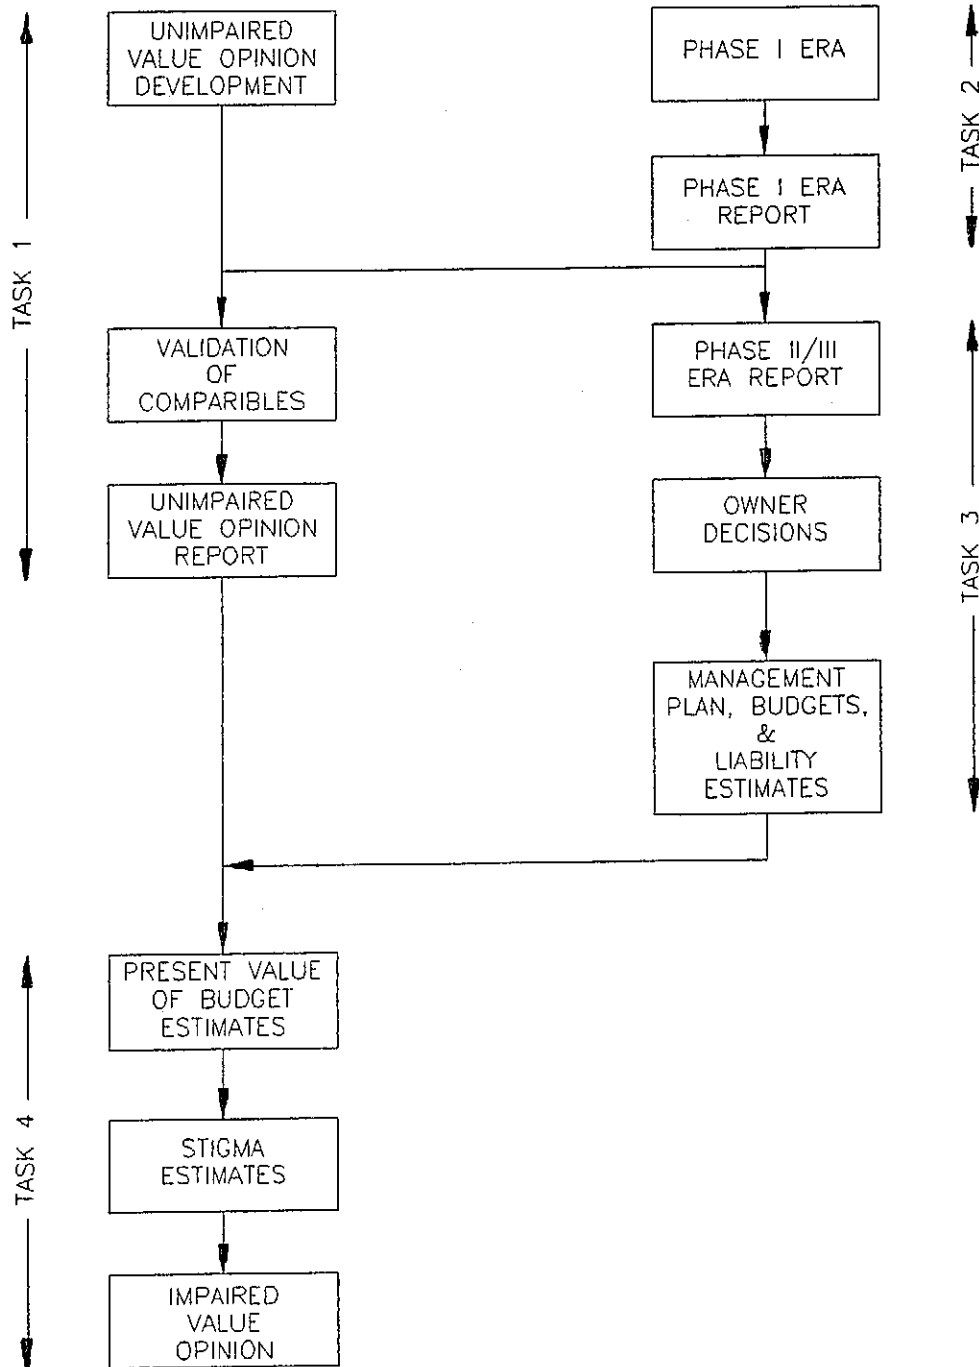 TASK 1
UNIMPAIRED
VALUE OPINION
DEVELOPMENT
PHASE I ERA
TASK 2
PHASE I ERA
REPORT
VALIDATION
OF
COMPARIBLES
PHASE II/III
ERA REPORT
UNIMPAIRED
VALUE OPINION
REPORT
OWNER
DECISIONS
TASK 3
MANAGEMENT
PLAN, BUDGETS,
&
LIABILITY
ESTIMATES
TASK 4
PRESENT VALUE
OF BUDGET
ESTIMATES
STIGMA
ESTIMATES
IMPAIRED
VALUE
OPINION